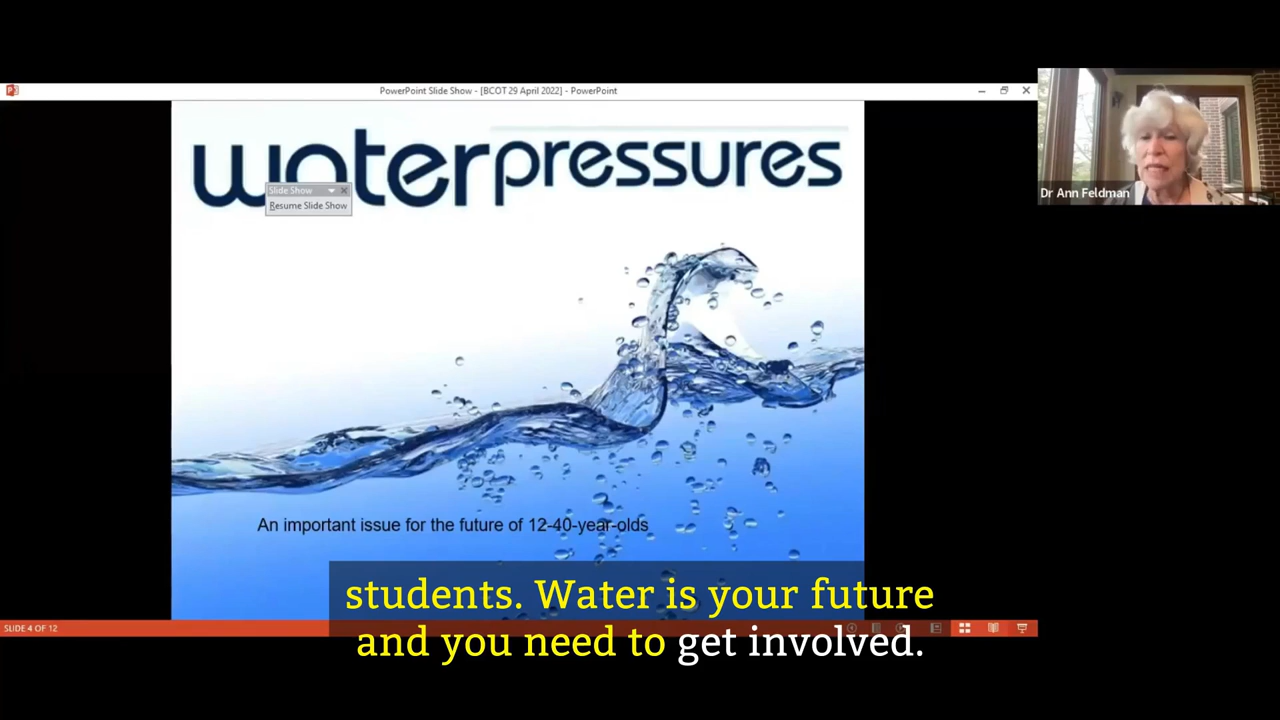 PowerPoint Slide Show - [BCOT 29 April 2022] - PowerPoint
waterpressures
Slide Show
Resume Slide Show
Dr Ann Feldman
An important issue for the future of 12-40-year-olds
students. Water is your future
and you need to get involved.
SLIDE 4 OF 12